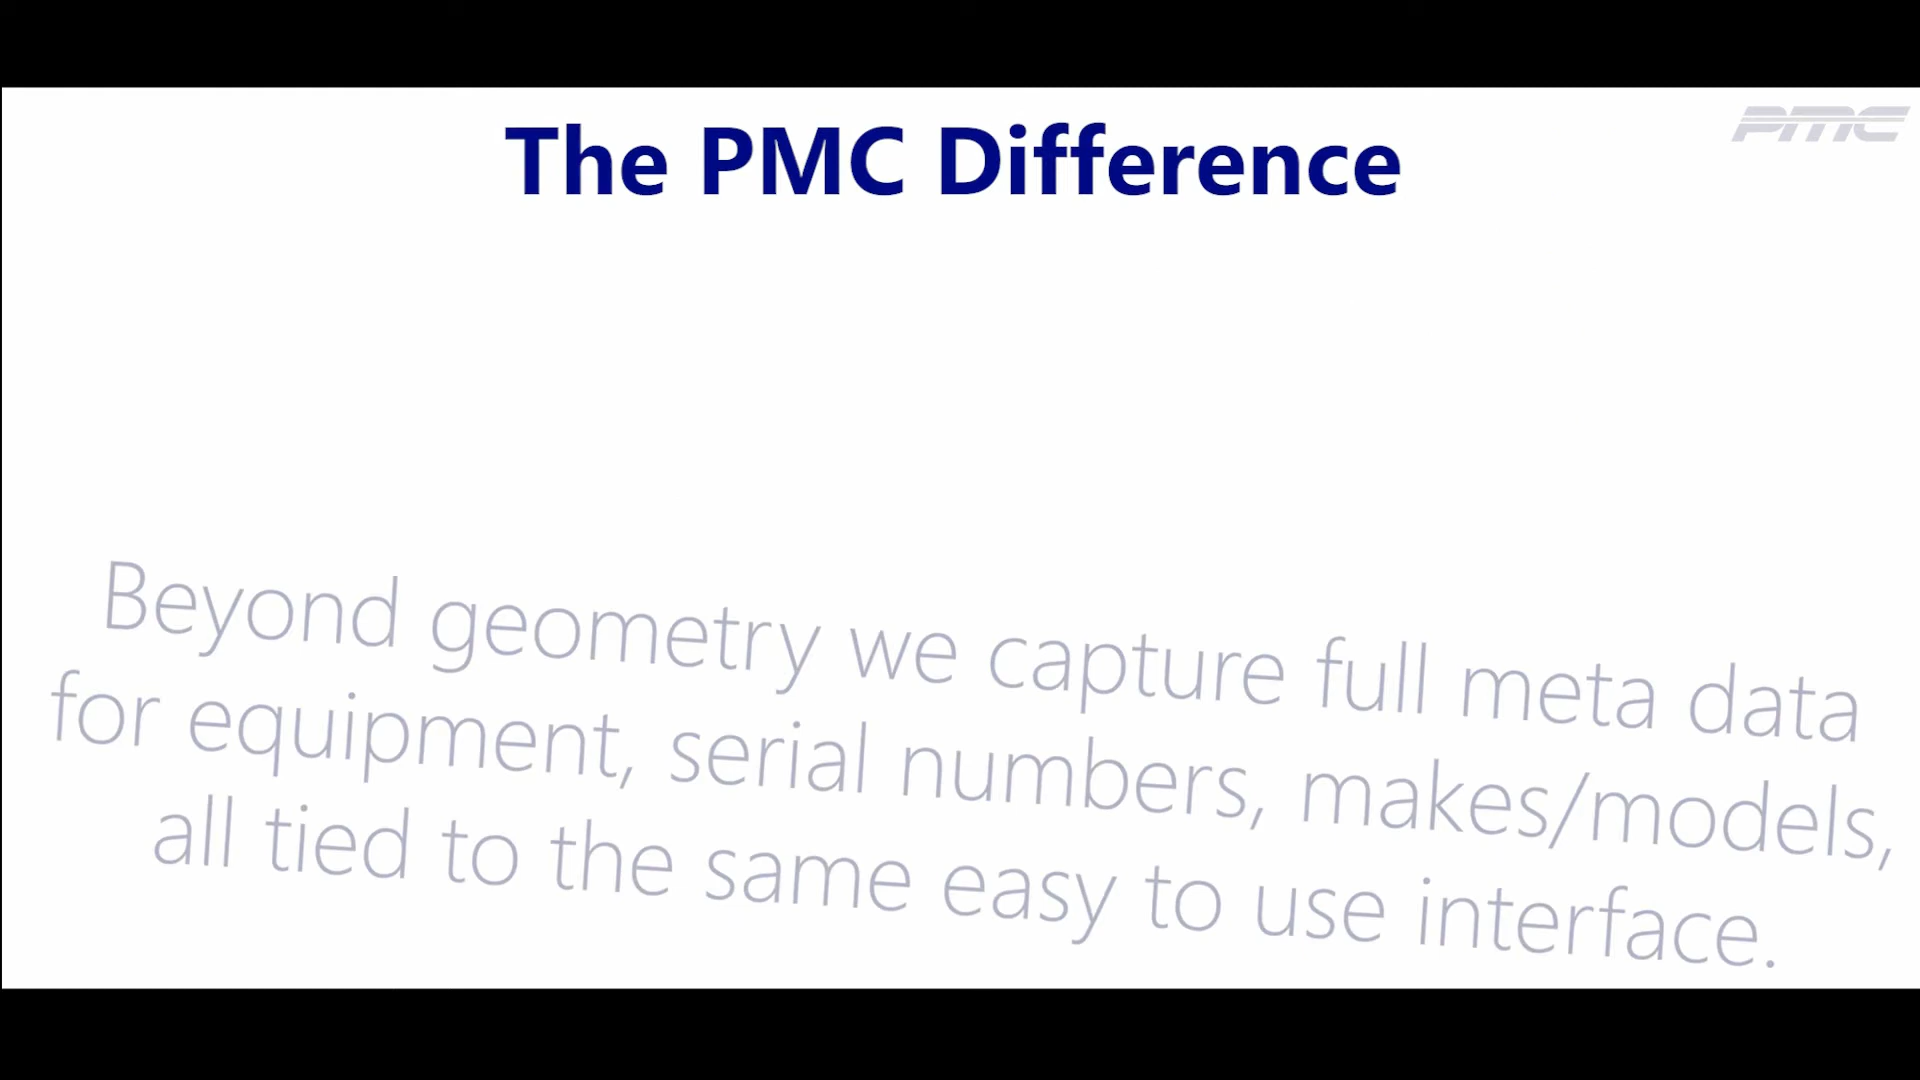 PMC
The PMC Difference
Beyond geometry we capture full meta data
for equipment, serial numbers, makes/models,
all tied to the same easy to use interface.